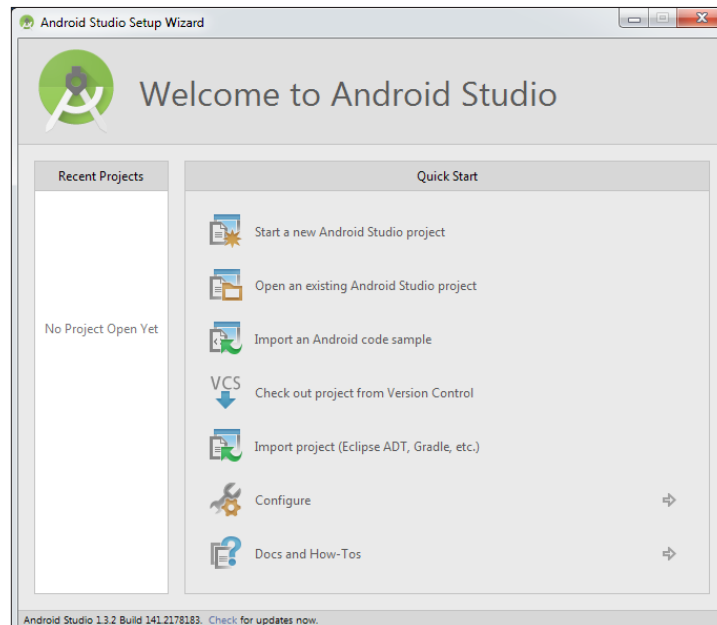 Android Studio Setup Wizard
Welcome to Android Studio
Recent Projects
No Project Open Yet
Quick Start
Start a new Android Studio project
Open an existing Android Studio project
Import an Android code sample
VCS
Check out project from Version Control
Import project (Eclipse ADT, Gradle, etc.)
Configure
Docs and How-Tos
Android Studio 1.3.2 Build 141.2178183. Check for updates now.